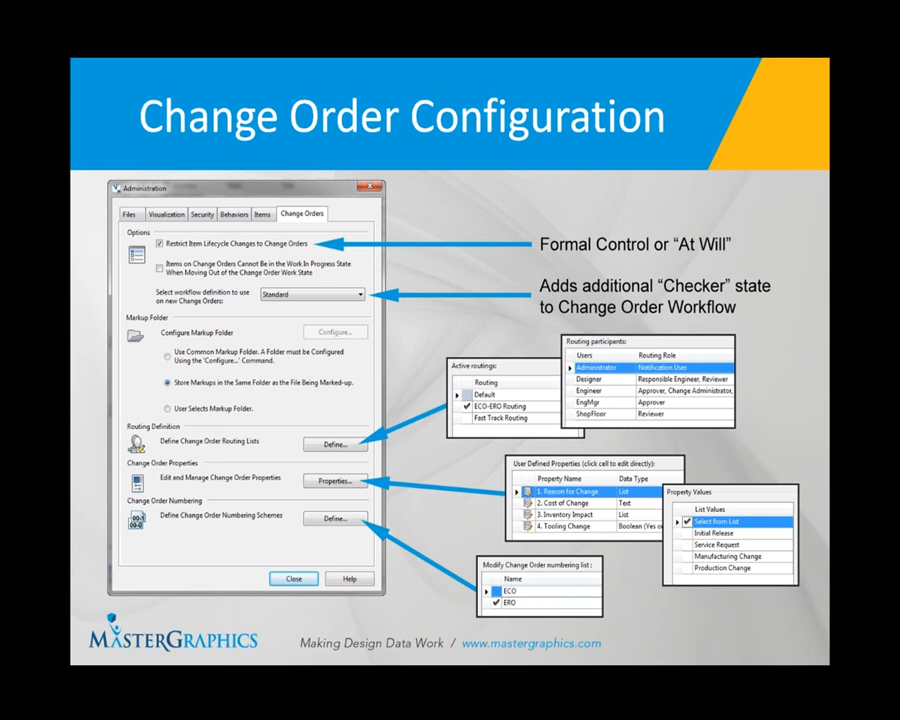 Change Order Configuration
Administration
Files Visualization Security Behaviors Items Change Orders
Options
Restrict Item Lifecycle Changes to Change Orders
Items on Change Orders Cannot Be in the Work In Progress State
When Moving Out of the Change Order Work State
Select workflow definition to use
on new Change Orders:
Standard
Markup Folder
Configure Markup Folder
Configure...
Use Common Markup Folder. A Folder must be Configured
Using the 'Configure...' Command.
Store Markups in the Same Folder as the File Being Marked-up.
User Selects Markup Folder.
Routing Definition
Define Change Order Routing Lists
Define...
Change Order Properties
Edit and Manage Change Order Properties
Properties...
Change Order Numbering
00-1
00-0
Define Change Order Numbering Schemes
Define...
Close
Help
Formal Control or “At Will”
Adds additional “Checker” state
to Change Order Workflow
Active routings:
Routing
Default
ECO-ERO Routing
Fast Track Routing
Routing participants:
Users Routing Role
Administrator Notification User
Designer Responsible Engineer, Reviewer
Engineer Approver, Change Administrator,
EngMgr Approver
ShopFloor Reviewer
User Defined Properties (click cell to edit directly):
Property Name Data Type
1. Reason for Change List
2. Cost of Change Text
3. Inventory Impact List
4. Tooling Change Boolean (Yes o
Property Values
List Values
Select from List
Initial Release
Service Request
Manufacturing Change
Production Change
Modify Change Order numbering list :
Name
ECO
ERO
MASTERGRAPHICS
Making Design Data Work / www.mastergraphics.com